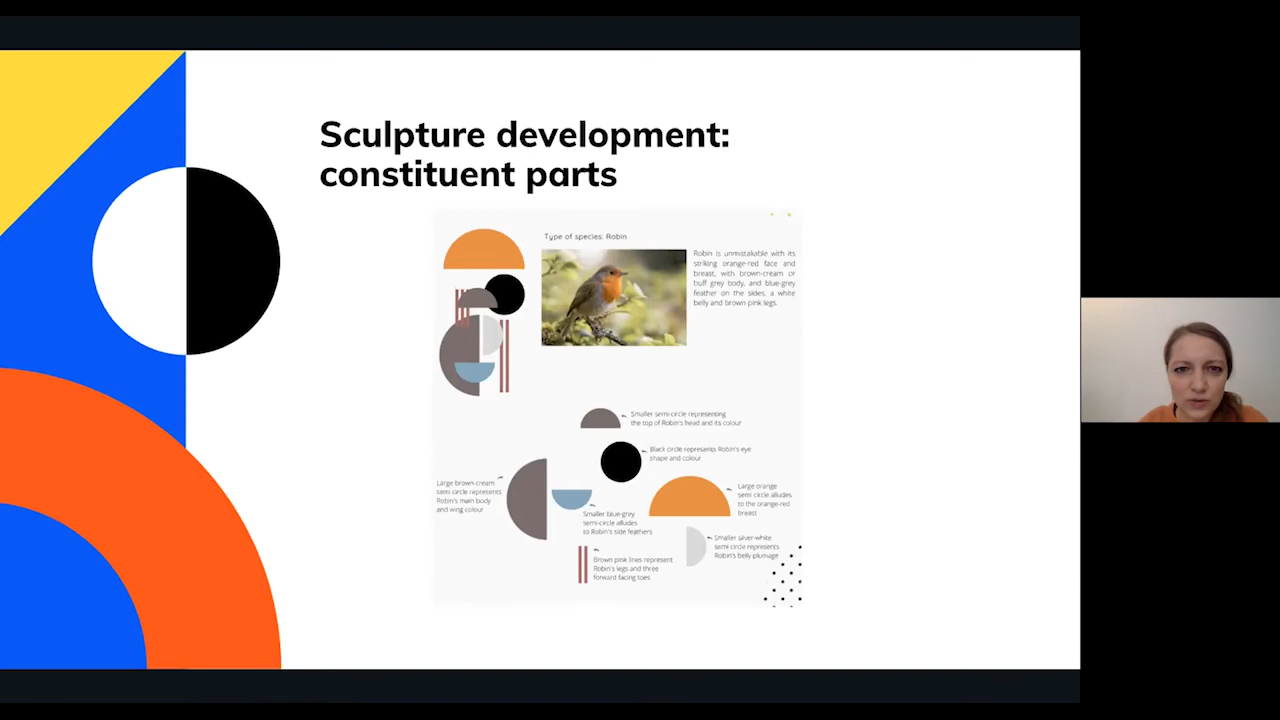 Sculpture development:
constituent parts
Type of species: Robin
Robin is unmistakable with its
striking orange-red face and
breast, with brown-cream or
buff grey body, and blue-grey
feather on the sides, a white
belly and brown pink legs.
Smaller semi-circle representing
the top of Robin's head and its colour
Black circle represents Robin's eye
shape and colour
Large brown-cream
semi circle represents
Robin's main body
and wing colour
Large orange
semi circle alludes
to the orange-red
breast
Smaller blue-grey
semi-circle alludes
to Robin's side feathers
Smaller silver-white
semi circle represents
Robin's belly plumage
Brown pink lines represent
Robin's legs and three
forward facing toes